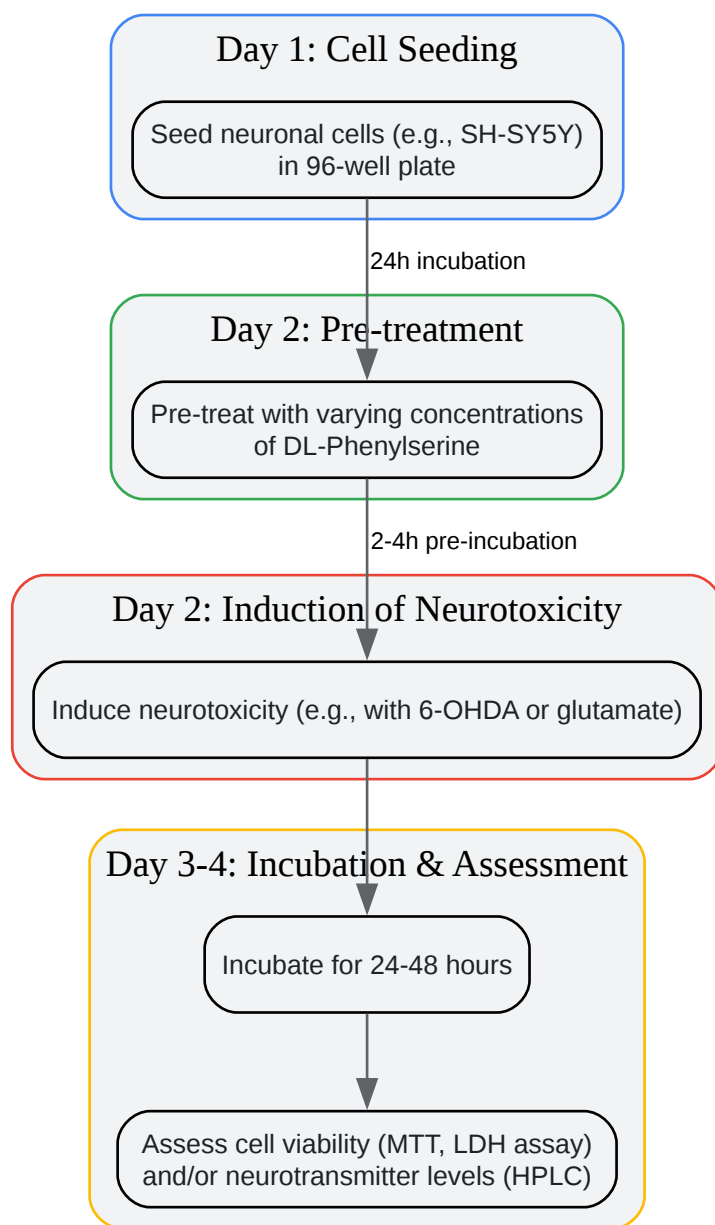 Day 1: Cell Seeding
Seed neuronal cells (e.g., SH-SY5Y)
in 96-well plate
24h incubation
Day 2: Pre-treatment
Pre-treat with varying concentrations
of DL-Phenylserine
2-4h pre-incubation
Day 2: Induction of Neurotoxicity
Induce neurotoxicity (e.g., with 6-OHDA or glutamate)
Day 3-4: Incubation & Assessment
Incubate for 24-48 hours
Assess cell viability (MTT, LDH assay)
and/or neurotransmitter levels (HPLC)